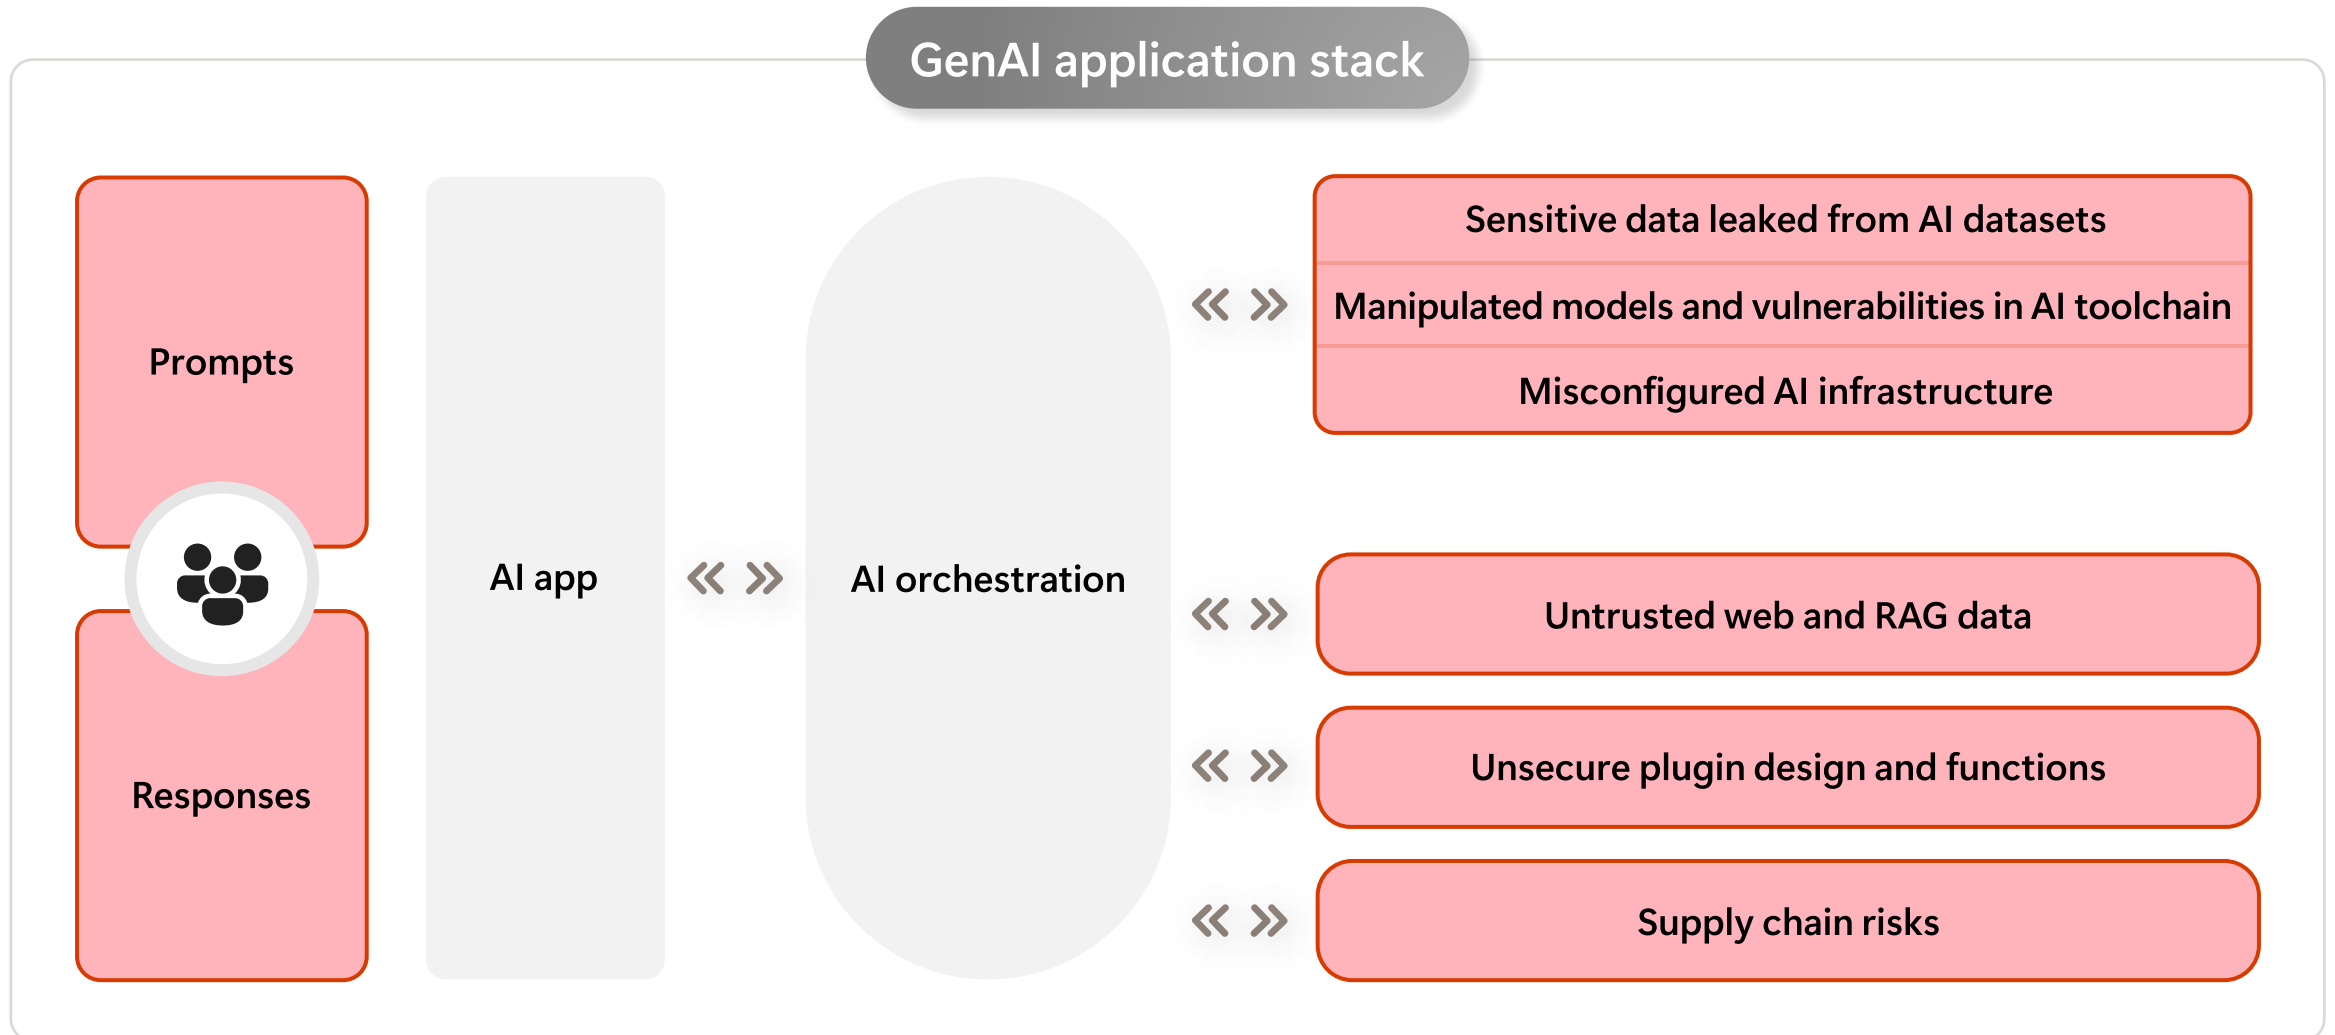 GenAI application stack
Prompts
Responses
AI app
AI orchestration
Sensitive data leaked from AI datasets
Manipulated models and vulnerabilities in AI toolchain
Misconfigured AI infrastructure
Untrusted web and RAG data
Unsecure plugin design and functions
Supply chain risks